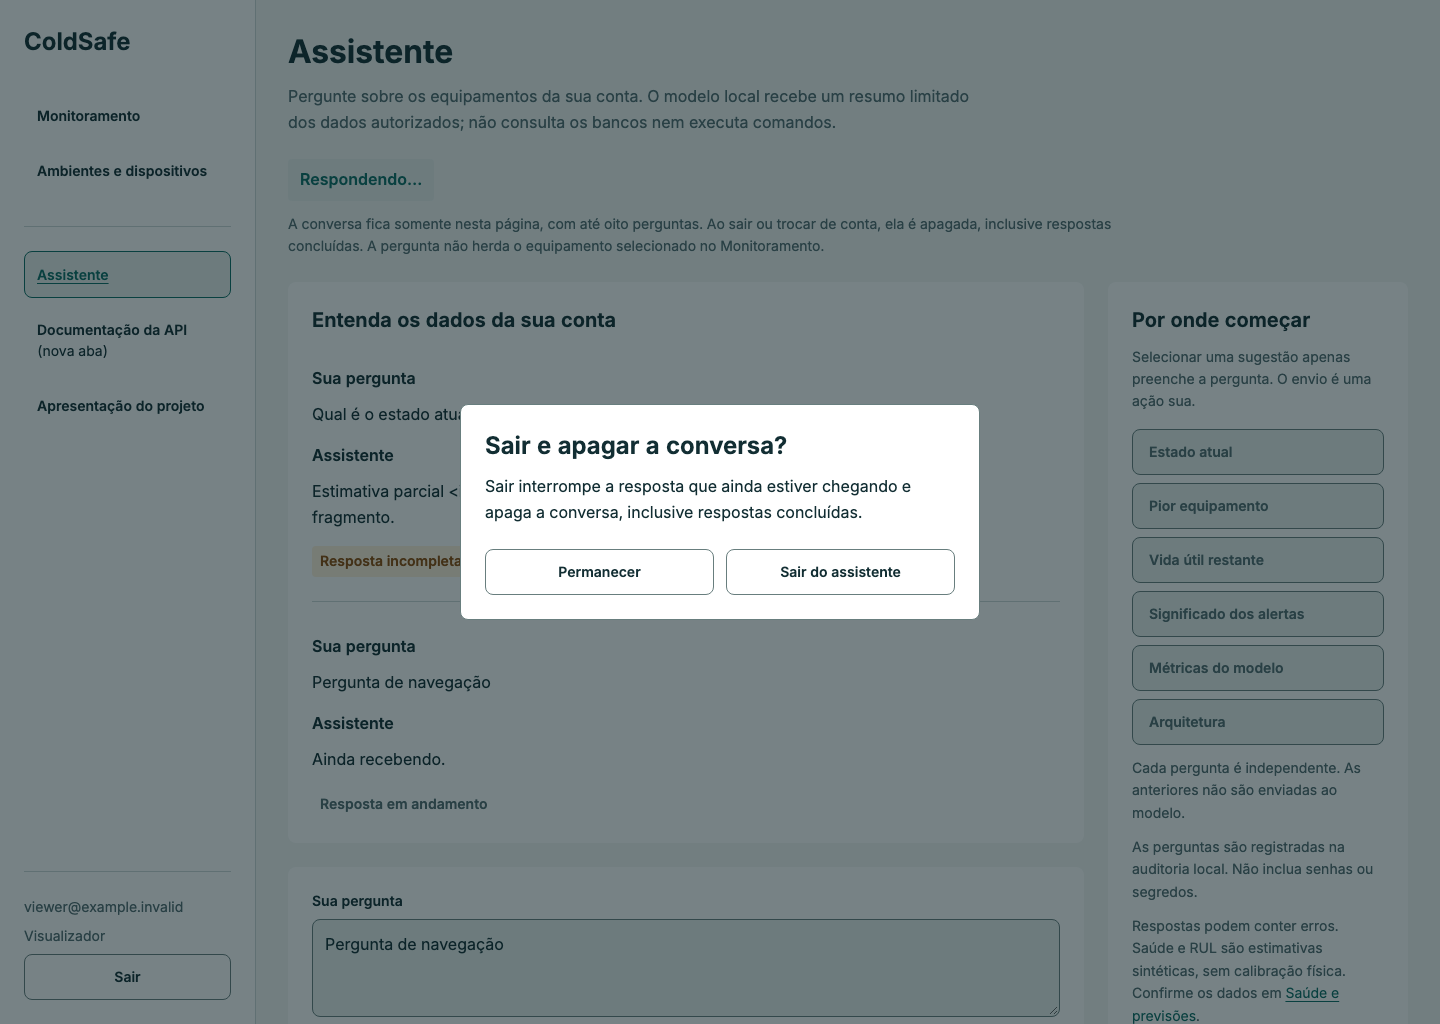 ColdSafe
Monitoramento
Ambientes e dispositivos
Assistente
Documentação da API
(nova aba)
Apresentação do projeto
viewer@example.invalid
Visualizador
Sair
Assistente
Pergunte sobre os equipamentos da sua conta. O modelo local recebe um resumo limitado
dos dados autorizados; não consulta os bancos nem executa comandos.
Respondendo...
A conversa fica somente nesta página, com até oito perguntas. Ao sair ou trocar de conta, ela é apagada, inclusive respostas
concluídas. A pergunta não herda o equipamento selecionado no Monitoramento.
Entenda os dados da sua conta
Sua pergunta
Qual é o estado
Assistente
Estimativa parcial <
fragmento.
Resposta incompleta
Sua pergunta
Pergunta de navegação
Assistente
Ainda recebendo.
Resposta em andamento
Sua pergunta
Pergunta de navegação
Sair e apagar a conversa?
Sair interrompe a resposta que ainda estiver chegando e
apaga a conversa, inclusive respostas concluídas.
Permanecer
Sair do assistente
Por onde começar
Selecionar uma sugestão apenas
preenche a pergunta. O envio é uma
ação sua.
Estado atual
Pior equipamento
Vida útil restante
Significado dos alertas
Métricas do modelo
Arquitetura
Cada pergunta é independente. As
anteriores não são enviadas ao
modelo.
As perguntas são registradas na
auditoria local. Não inclua senhas ou
segredos.
Respostas podem conter erros.
Saúde e RUL são estimativas
sintéticas, sem calibração física.
Confirme os dados em Saúde e
previsões.